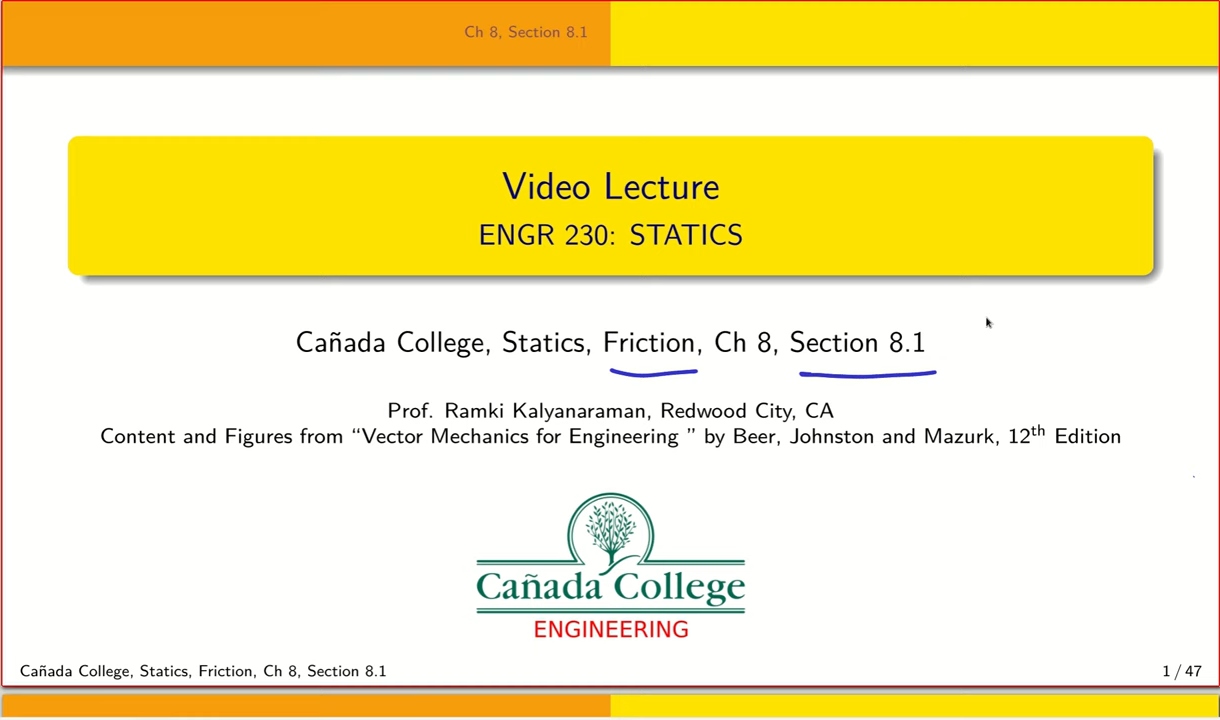 Ch 8, Section 8.1
Video Lecture
ENGR 230: STATICS
Cañada College, Statics, Friction, Ch 8, Section 8.1
Prof. Ramki Kalyanaraman, Redwood City, CA
Content and Figures from “Vector Mechanics for Engineering ” by Beer, Johnston and Mazurk, 12th Edition
Cañada College
ENGINEERING
Cañada College, Statics, Friction, Ch 8, Section 8.1
1 / 47